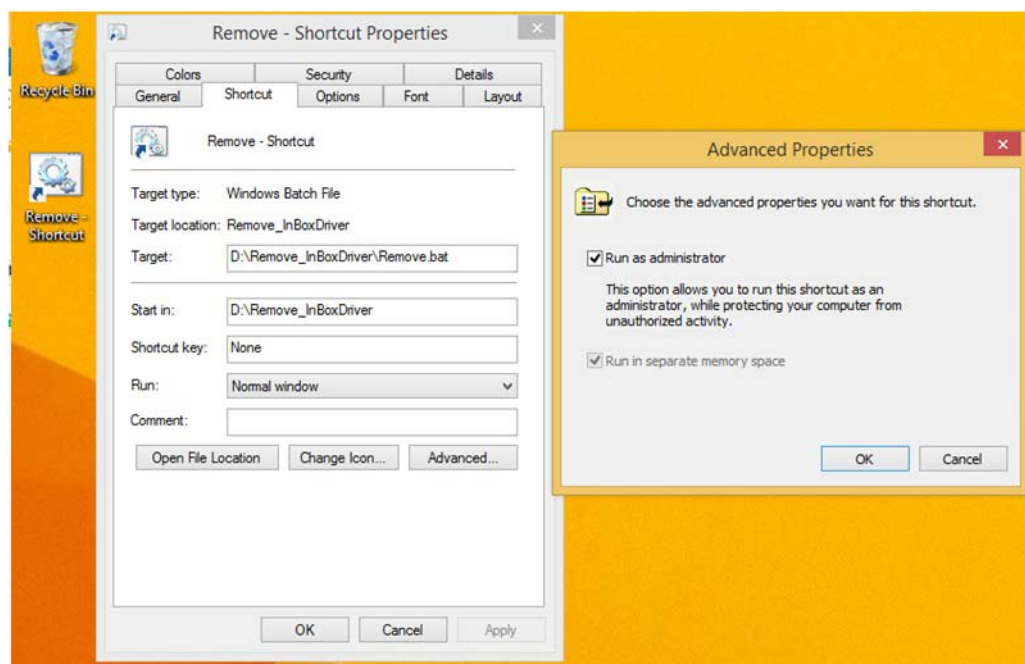 Recycle Bin
Remove -
Shortcut
Remove - Shortcut Properties
Colors
Security
Details
General
Shortcut
Options
Font
Layout
Remove - Shortcut
Target type: Windows Batch File
Target location: Remove_InBoxDriver
Target: D:\Remove_InBoxDriver\Remove.bat
Start in: D:\Remove_InBoxDriver
Shortcut key: None
Run: Normal window
Comment:
Open File Location
Change Icon...
Advanced...
OK
Cancel
Apply
Advanced Properties
Choose the advanced properties you want for this shortcut.
Run as administrator
This option allows you to run this shortcut as an
administrator, while protecting your computer from
unauthorized activity.
Run in separate memory space
OK
Cancel